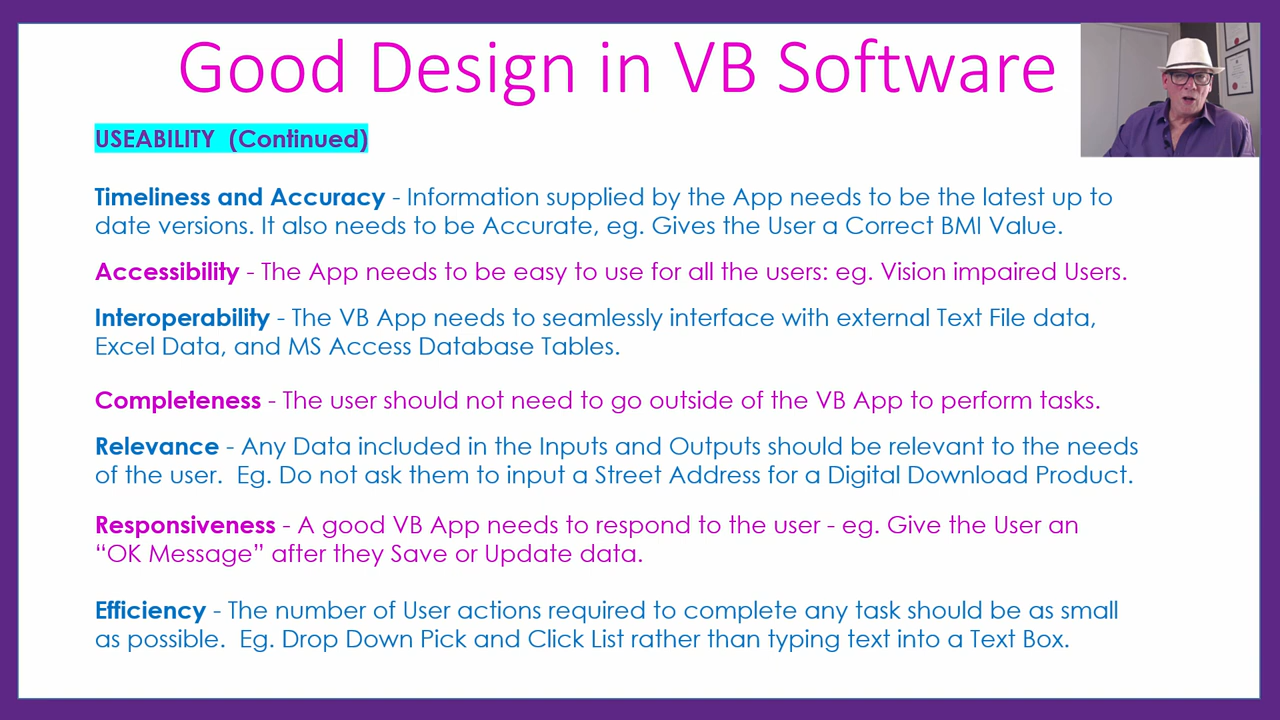 Good Design in VB Software
USEABILITY  (Continued)
Timeliness and Accuracy - Information supplied by the App needs to be the latest up to
date versions. It also needs to be Accurate, eg. Gives the User a Correct BMI Value.
Accessibility - The App needs to be easy to use for all the users: eg. Vision impaired Users.
Interoperability - The VB App needs to seamlessly interface with external Text File data,
Excel Data, and MS Access Database Tables.
Completeness - The user should not need to go outside of the VB App to perform tasks.
Relevance - Any Data included in the Inputs and Outputs should be relevant to the needs
of the user.  Eg. Do not ask them to input a Street Address for a Digital Download Product.
Responsiveness - A good VB App needs to respond to the user - eg. Give the User an
“OK Message” after they Save or Update data.
Efficiency - The number of User actions required to complete any task should be as small
as possible.  Eg. Drop Down Pick and Click List rather than typing text into a Text Box.